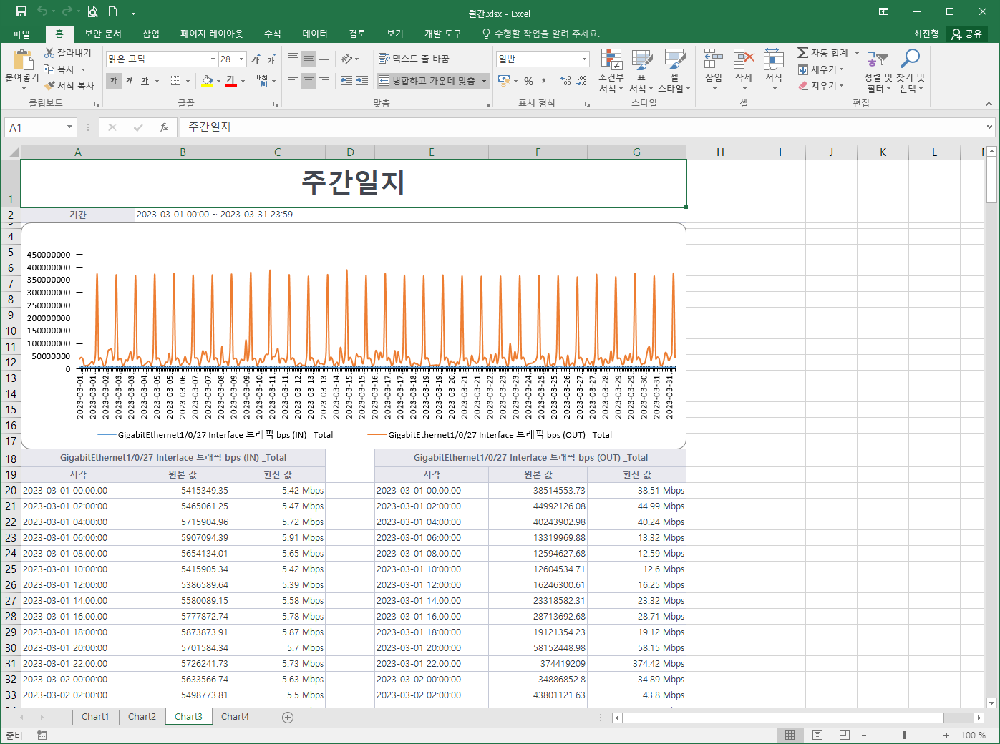 월간.xlsx - Excel
파일 홈 보안 문서 삽입 페이지 레이아웃 수식 데이터 검토 보기 개발 도구 수행할 작업을 알려 주세요. 최진형 공유
붙여넣기 잘라내기 복사 서식 복사 클립보드
맑은 고딕 28 가 가 가 가 가 가 내천 글꼴
텍스트 줄 바꿈 병합하고 가운데 맞춤 맞춤
일반 % , 표시 형식
조건부 서식 표 서식 셀 스타일 스타일
삽입 삭제 서식 셀
자동 합계 채우기 지우기 정렬 및 필터 찾기 및 선택 편집
A1 fx 주간일지
A B C D E F G H I J K L
1 주간일지
2 기간 2023-03-01 00:00 ~ 2023-03-31 23:59
3
4
5
6
7
8
9
10
11
12
13
14
15
16
17
450000000
400000000
350000000
300000000
250000000
200000000
150000000
100000000
50000000
0
2023-03-01 2023-03-01 2023-03-02 2023-03-03 2023-03-03 2023-03-04 2023-03-05 2023-03-05 2023-03-06 2023-03-07 2023-03-07 2023-03-08 2023-03-09 2023-03-09 2023-03-10 2023-03-11 2023-03-11 2023-03-12 2023-03-13 2023-03-13 2023-03-14 2023-03-15 2023-03-15 2023-03-16 2023-03-17 2023-03-17 2023-03-18 2023-03-19 2023-03-19 2023-03-20 2023-03-21 2023-03-21 2023-03-22 2023-03-23 2023-03-23 2023-03-24 2023-03-25 2023-03-25 2023-03-26 2023-03-27 2023-03-27 2023-03-28 2023-03-29 2023-03-29 2023-03-30 2023-03-31 2023-03-31
GigabitEthernet1/0/27 Interface 트래픽 bps (IN) _Total GigabitEthernet1/0/27 Interface 트래픽 bps (OUT) _Total
18 GigabitEthernet1/0/27 Interface 트래픽 bps (IN) _Total GigabitEthernet1/0/27 Interface 트래픽 bps (OUT) _Total
19 시각 원본 값 환산 값 시각 원본 값 환산 값
20 2023-03-01 00:00:00 5415349.35 5.42 Mbps 2023-03-01 00:00:00 38514553.73 38.51 Mbps
21 2023-03-01 02:00:00 5465061.25 5.47 Mbps 2023-03-01 02:00:00 44992126.08 44.99 Mbps
22 2023-03-01 04:00:00 5715904.96 5.72 Mbps 2023-03-01 04:00:00 40243902.98 40.24 Mbps
23 2023-03-01 06:00:00 5907094.39 5.91 Mbps 2023-03-01 06:00:00 13319969.88 13.32 Mbps
24 2023-03-01 08:00:00 5654134.01 5.65 Mbps 2023-03-01 08:00:00 12594627.68 12.59 Mbps
25 2023-03-01 10:00:00 5415905.34 5.42 Mbps 2023-03-01 10:00:00 12604534.71 12.6 Mbps
26 2023-03-01 12:00:00 5386589.64 5.39 Mbps 2023-03-01 12:00:00 16246300.61 16.25 Mbps
27 2023-03-01 14:00:00 5580089.15 5.58 Mbps 2023-03-01 14:00:00 23318582.31 23.32 Mbps
28 2023-03-01 16:00:00 5777872.74 5.78 Mbps 2023-03-01 16:00:00 28713692.68 28.71 Mbps
29 2023-03-01 18:00:00 5873873.91 5.87 Mbps 2023-03-01 18:00:00 19121354.23 19.12 Mbps
30 2023-03-01 20:00:00 5701584.34 5.7 Mbps 2023-03-01 20:00:00 58152448.98 58.15 Mbps
31 2023-03-01 22:00:00 5726241.73 5.73 Mbps 2023-03-01 22:00:00 374419209 374.42 Mbps
32 2023-03-02 00:00:00 5633566.74 5.63 Mbps 2023-03-02 00:00:00 34886852.8 34.89 Mbps
33 2023-03-02 02:00:00 5498773.81 5.5 Mbps 2023-03-02 02:00:00 43801121.63 43.8 Mbps
Chart1 Chart2 Chart3 Chart4
준비 100 %